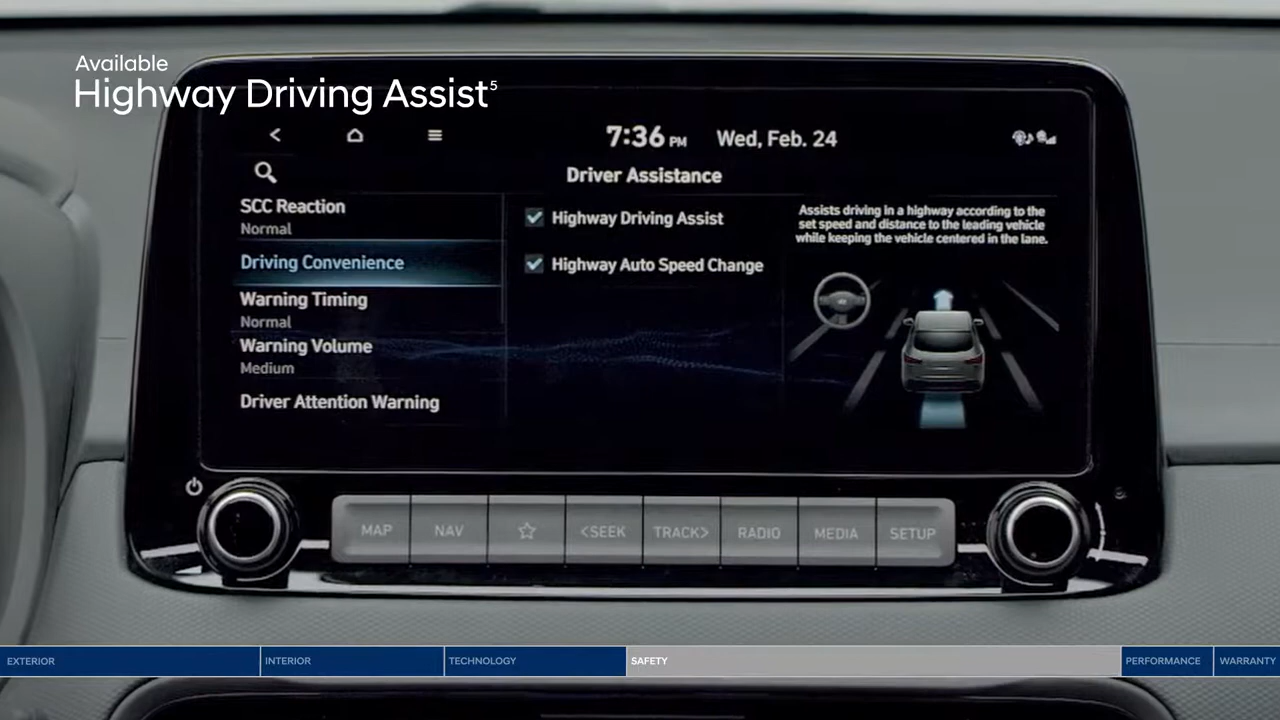 Available
Highway Driving Assist5
7:36 PM Wed, Feb. 24
Driver Assistance
SCC Reaction
Normal
Driving Convenience
Warning Timing
Normal
Warning Volume
Medium
Driver Attention Warning
Highway Driving Assist
Highway Auto Speed Change
Assists driving in a highway according to the
set speed and distance to the leading vehicle
while keeping the vehicle centered in the lane.
MAP NAV <SEEK TRACK> RADIO MEDIA SETUP
EXTERIOR INTERIOR TECHNOLOGY SAFETY PERFORMANCE WARRANTY